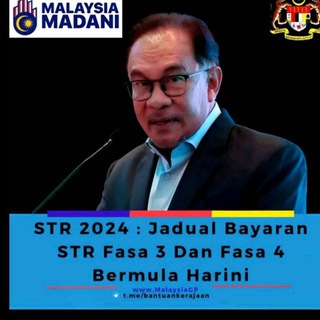 MALAYSIA
MADANI
STR 2024 : Jadual Bayaran
STR Fasa 3 Dan Fasa 4
Bermula Harini
www.MalaysiaGP
t.me/bantuankerajaan